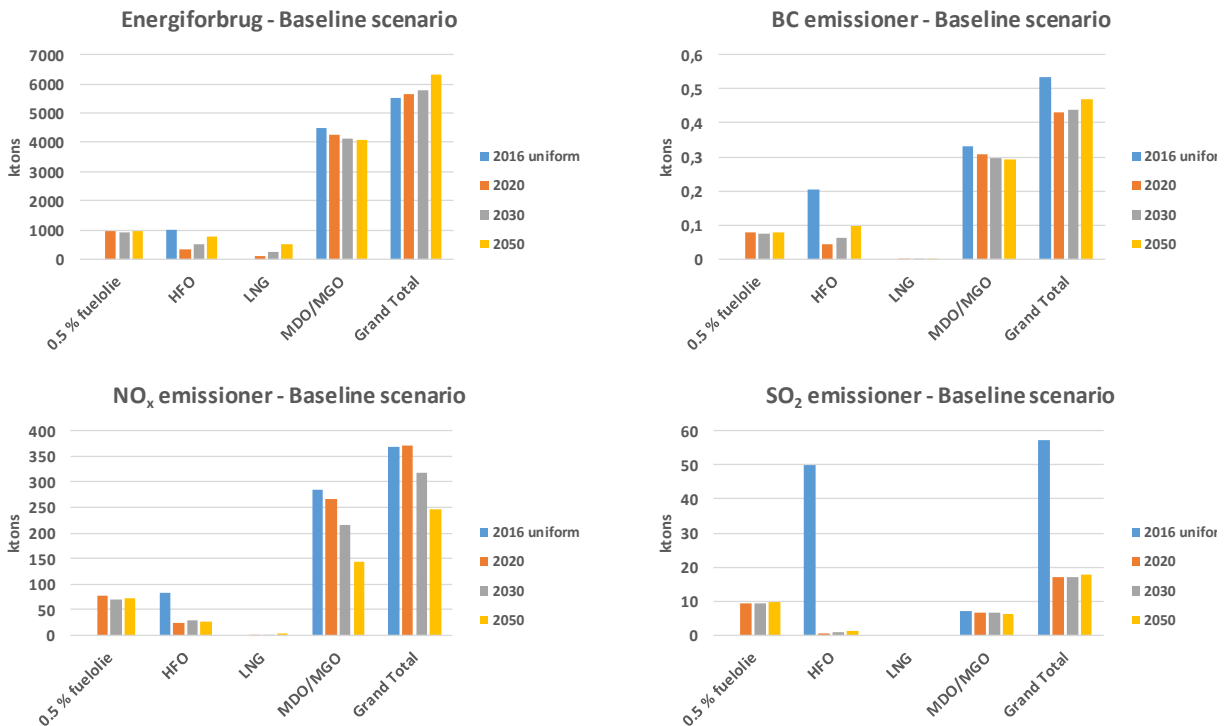 Energiforbrug - Baseline scenario
7000
6000
5000
4000
3000
2000
1000
0
ktons
0.5 % fuelolie
HFO
LNG
MDO/MGO
Grand Total
2016 uniform
2020
2030
2050
BC emissioner - Baseline scenario
0,6
0,5
0,4
0,3
0,2
0,1
0
ktons
0.5 % fuelolie
HFO
LNG
MDO/MGO
Grand Total
2016 unifor
2020
2030
2050
NOx emissioner - Baseline scenario
400
350
300
250
200
150
100
50
0
ktons
0.5 % fuelolie
HFO
LNG
MDO/MGO
Grand Total
2016 uniform
2020
2030
2050
SO2 emissioner - Baseline scenario
60
50
40
30
20
10
0
ktons
0.5 % fuelolie
HFO
LNG
MDO/MGO
Grand Total
2016 unifor
2020
2030
2050